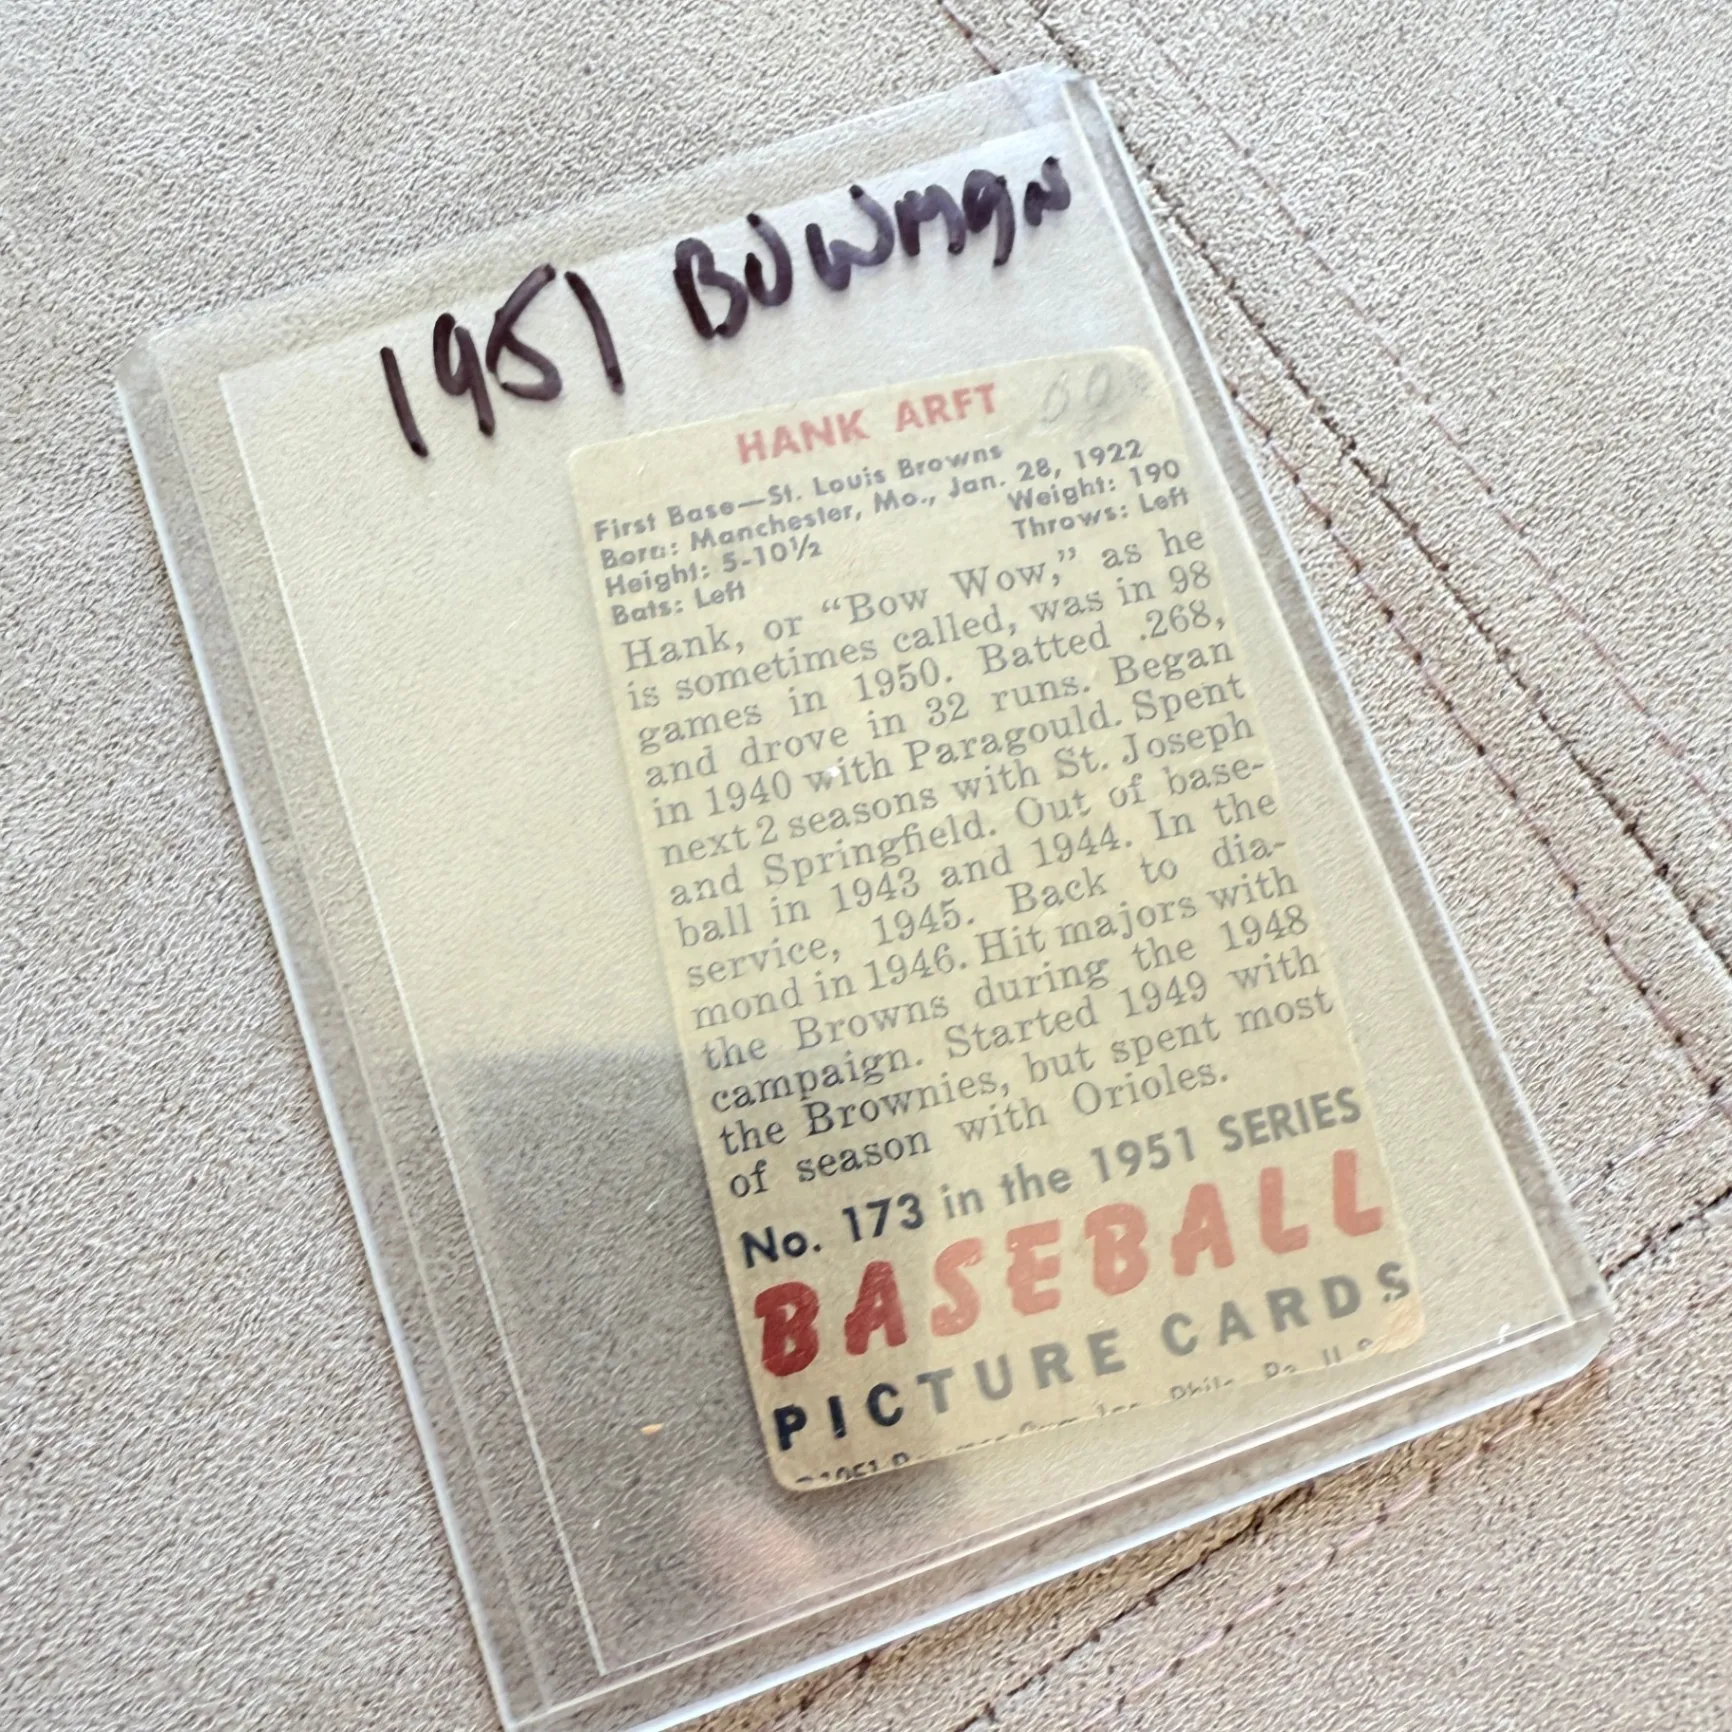 1951 BOWMAN
HANK ARFT
First Base—St. Louis Browns
Born: Manchester, Mo., Jan. 28, 1922
Height: 5-10½ Weight: 190
Bats: Left Throws: Left
Hank, or “Bow Wow,” as he
is sometimes called, was in 98
games in 1950. Batted .268,
and drove in 32 runs. Began
in 1940 with Paragould. Spent
next 2 seasons with St. Joseph
and Springfield. Out of base-
ball in 1943 and 1944. In the
service, 1945. Back to dia-
mond in 1946. Hit majors with
the Browns during the 1948
campaign. Started 1949 with
the Brownies, but spent most
of season with Orioles.
No. 173 in the 1951 SERIES
BASEBALL
PICTURE CARDS